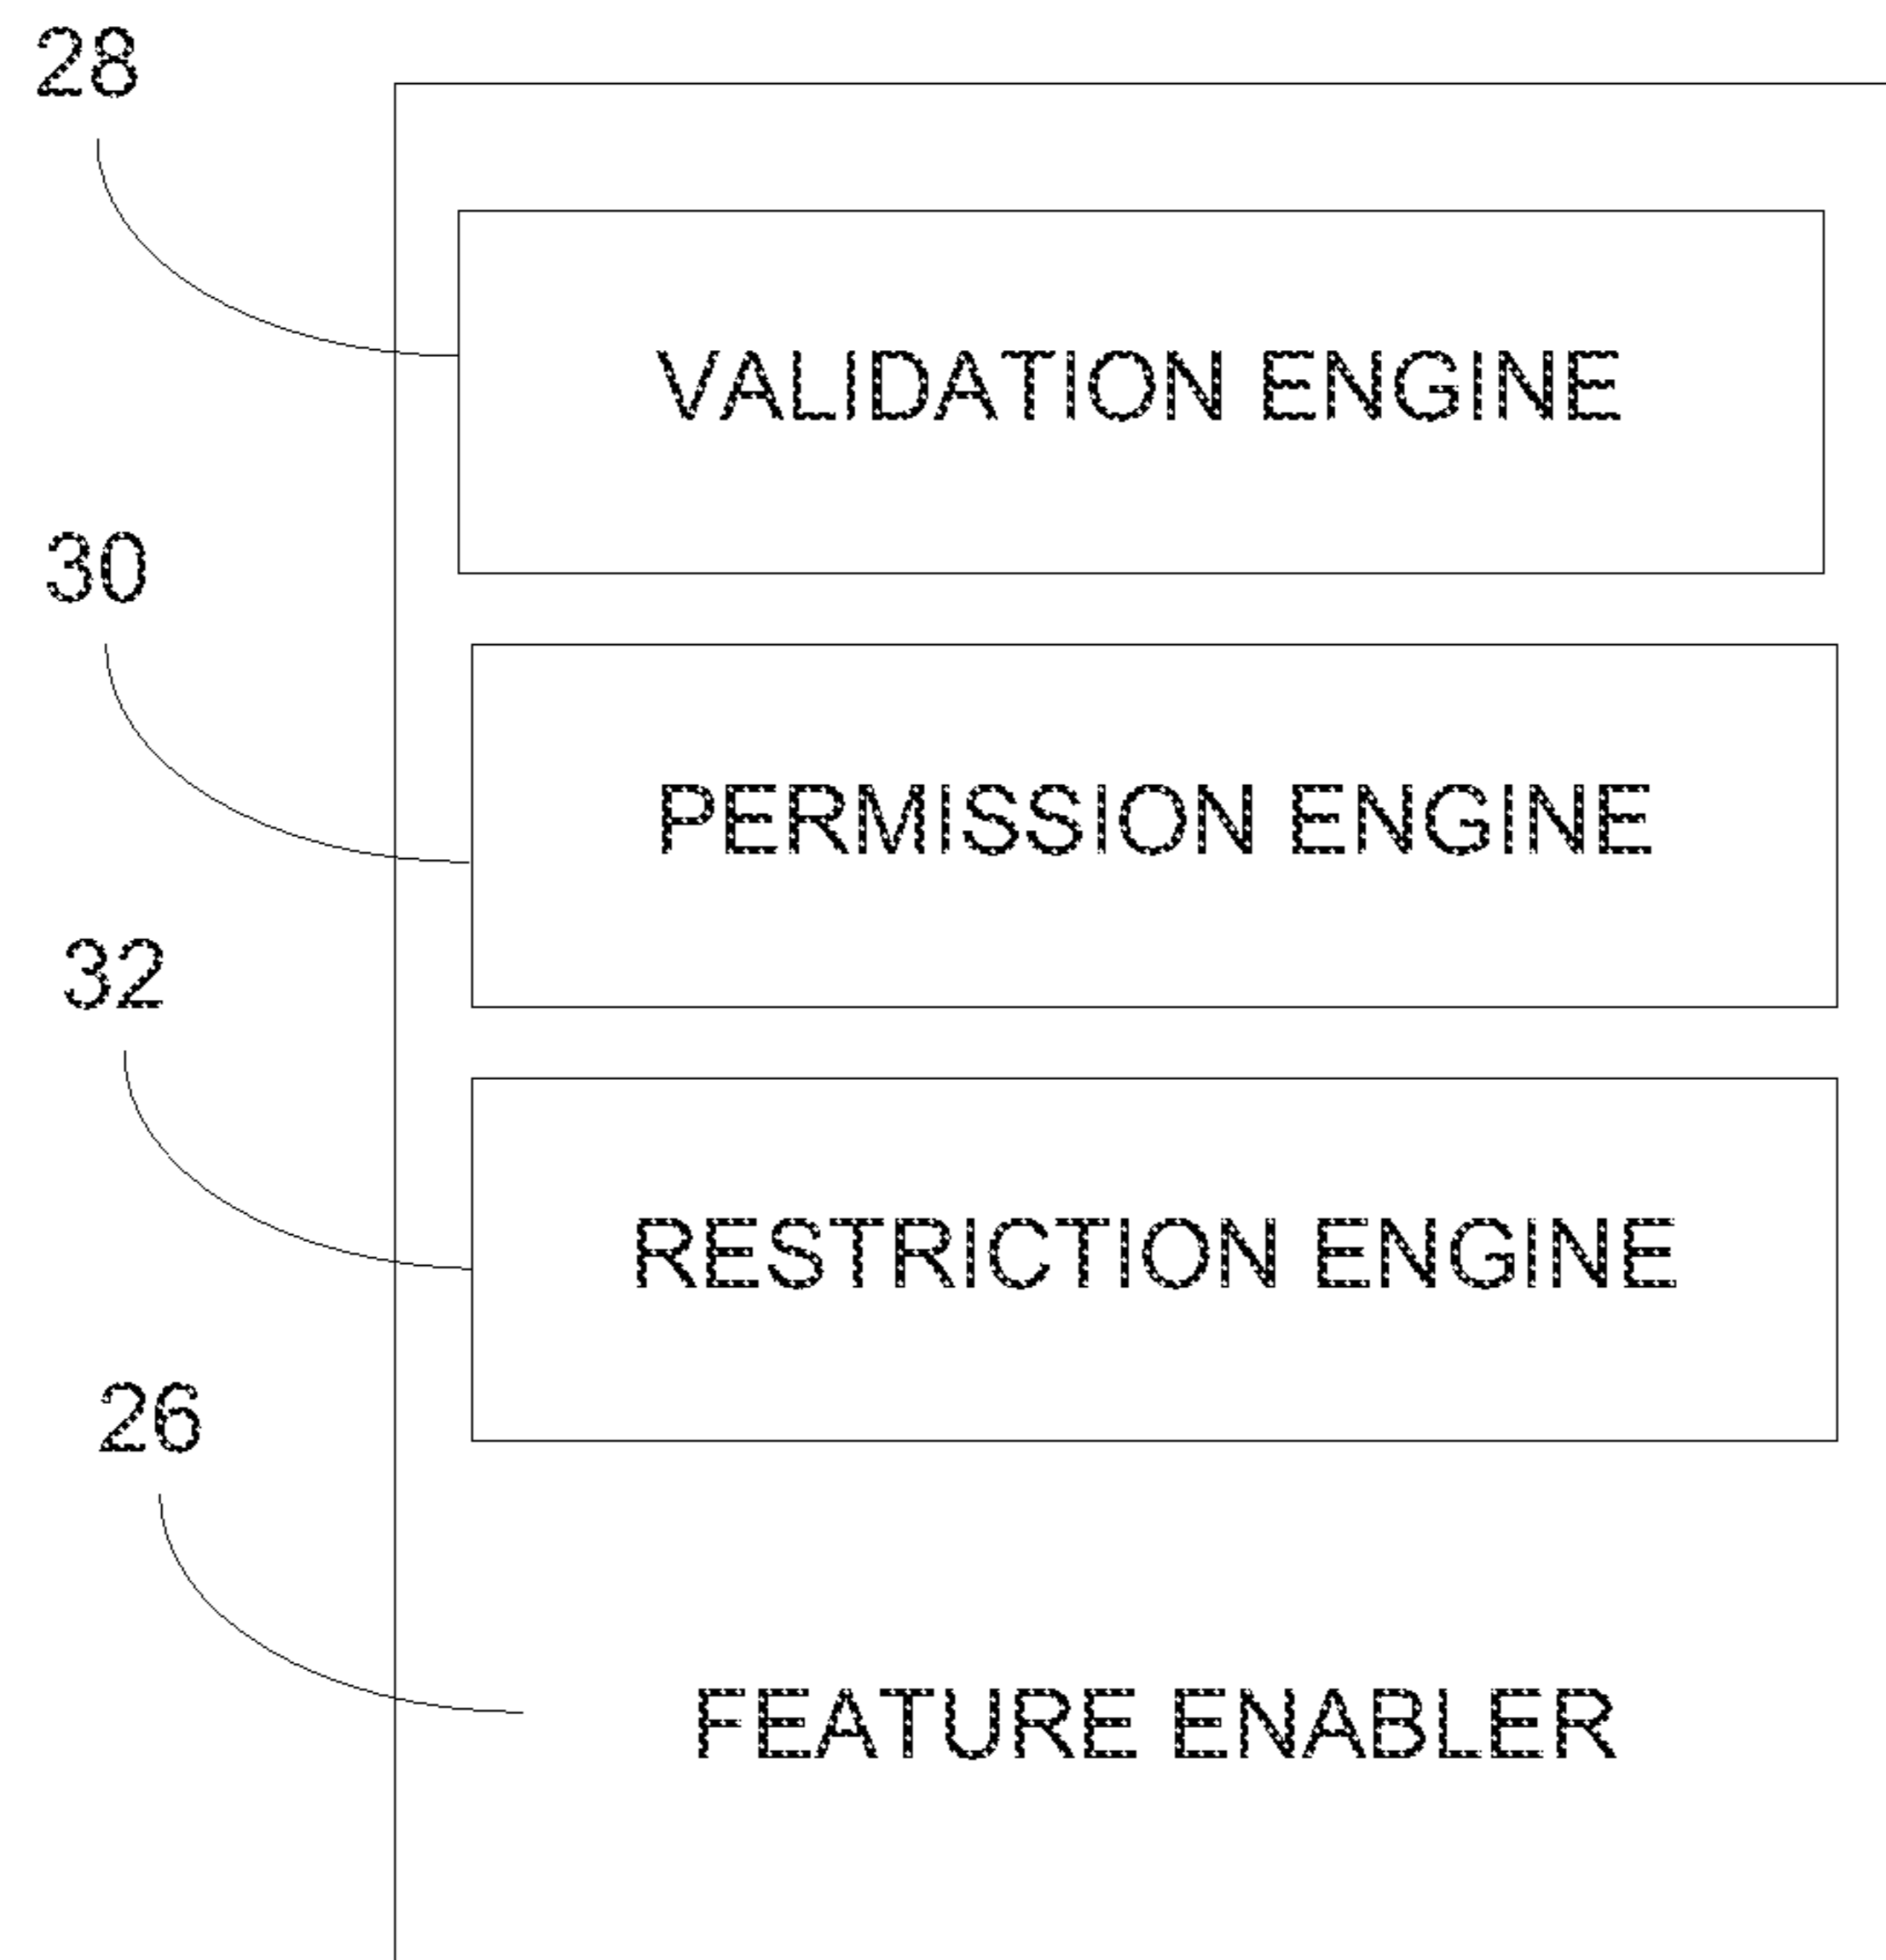 28
VALIDATION ENGINE
30
PERMISSION ENGINE
32
RESTRICTION ENGINE
26
FEATURE ENABLER